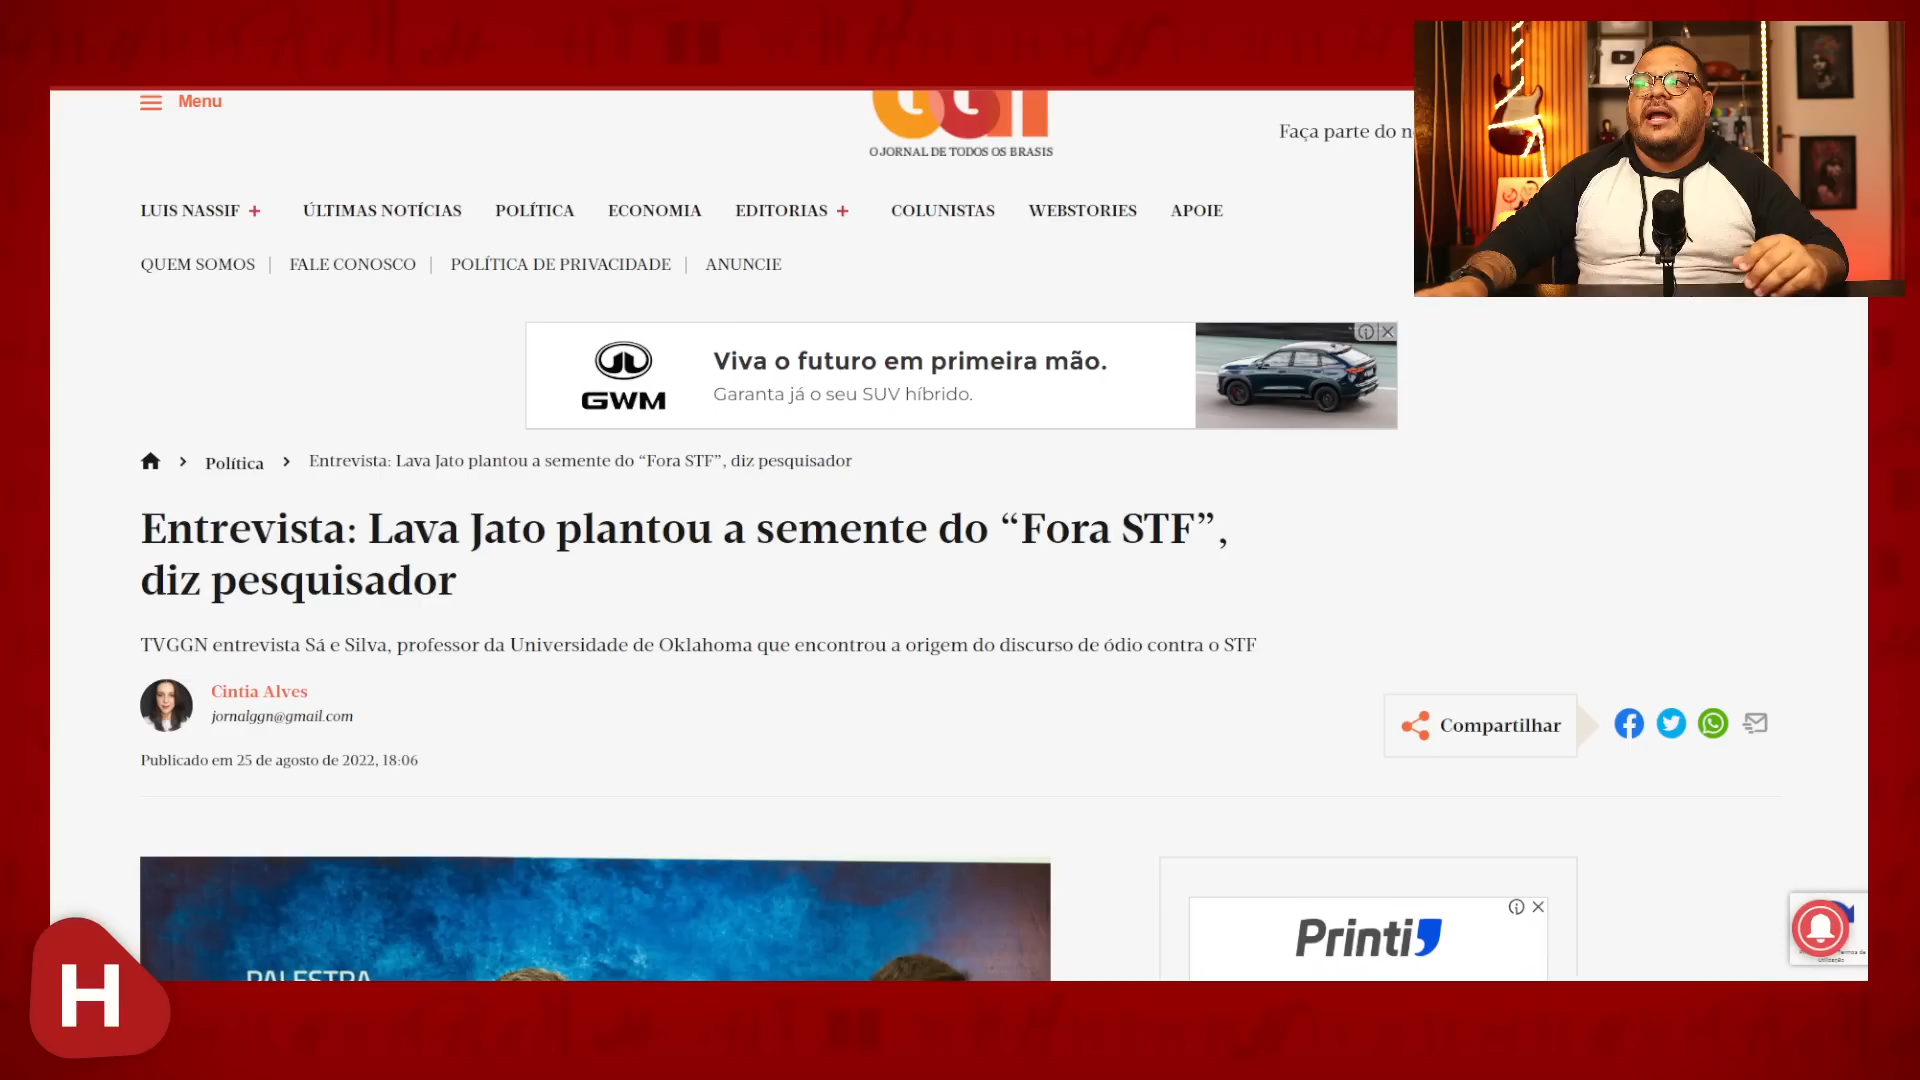 Menu
GGN
O JORNAL DE TODOS OS BRASIS
Faça parte do
LUIS NASSIF +
ÚLTIMAS NOTÍCIAS
POLÍTICA
ECONOMIA
EDITORIAS +
COLUNISTAS
WEBSTORIES
APOIE
QUEM SOMOS
FALE CONOSCO
POLÍTICA DE PRIVACIDADE
ANUNCIE
GWM
Viva o futuro em primeira mão.
Garanta já o seu SUV híbrido.
Política
Entrevista: Lava Jato plantou a semente do “Fora STF”, diz pesquisador
Entrevista: Lava Jato plantou a semente do “Fora STF”,
diz pesquisador
TVGGN entrevista Sá e Silva, professor da Universidade de Oklahoma que encontrou a origem do discurso de ódio contra o STF
Cintia Alves
jornalggn@gmail.com
Publicado em 25 de agosto de 2022, 18:06
Compartilhar
PALESTRA
Printi
H